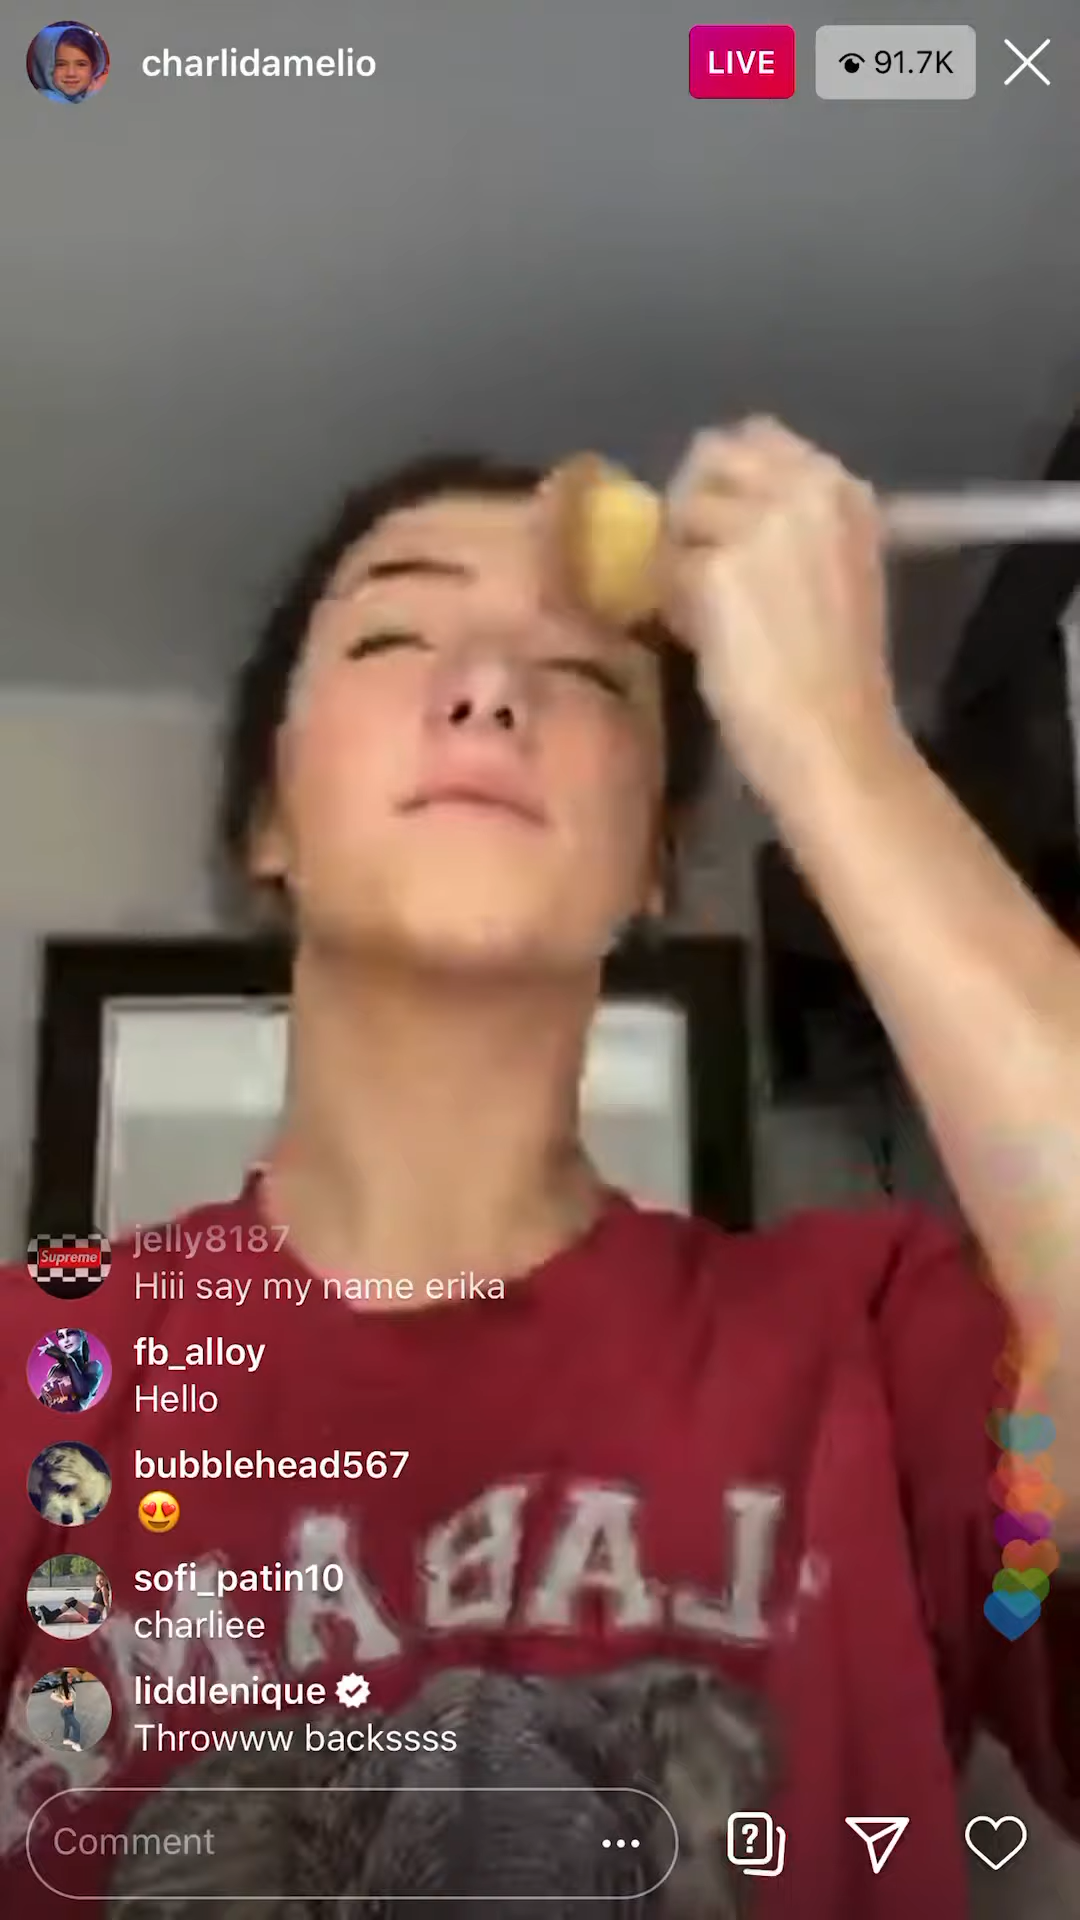 charlidamelio
LIVE
91.7K
jelly8187
Supreme
Hiii say my name erika
fb_alloy
Hello
bubblehead567
😍
sofi_patin10
charliee
liddlenique
Throwww backssss
ALABAMA
Comment
?